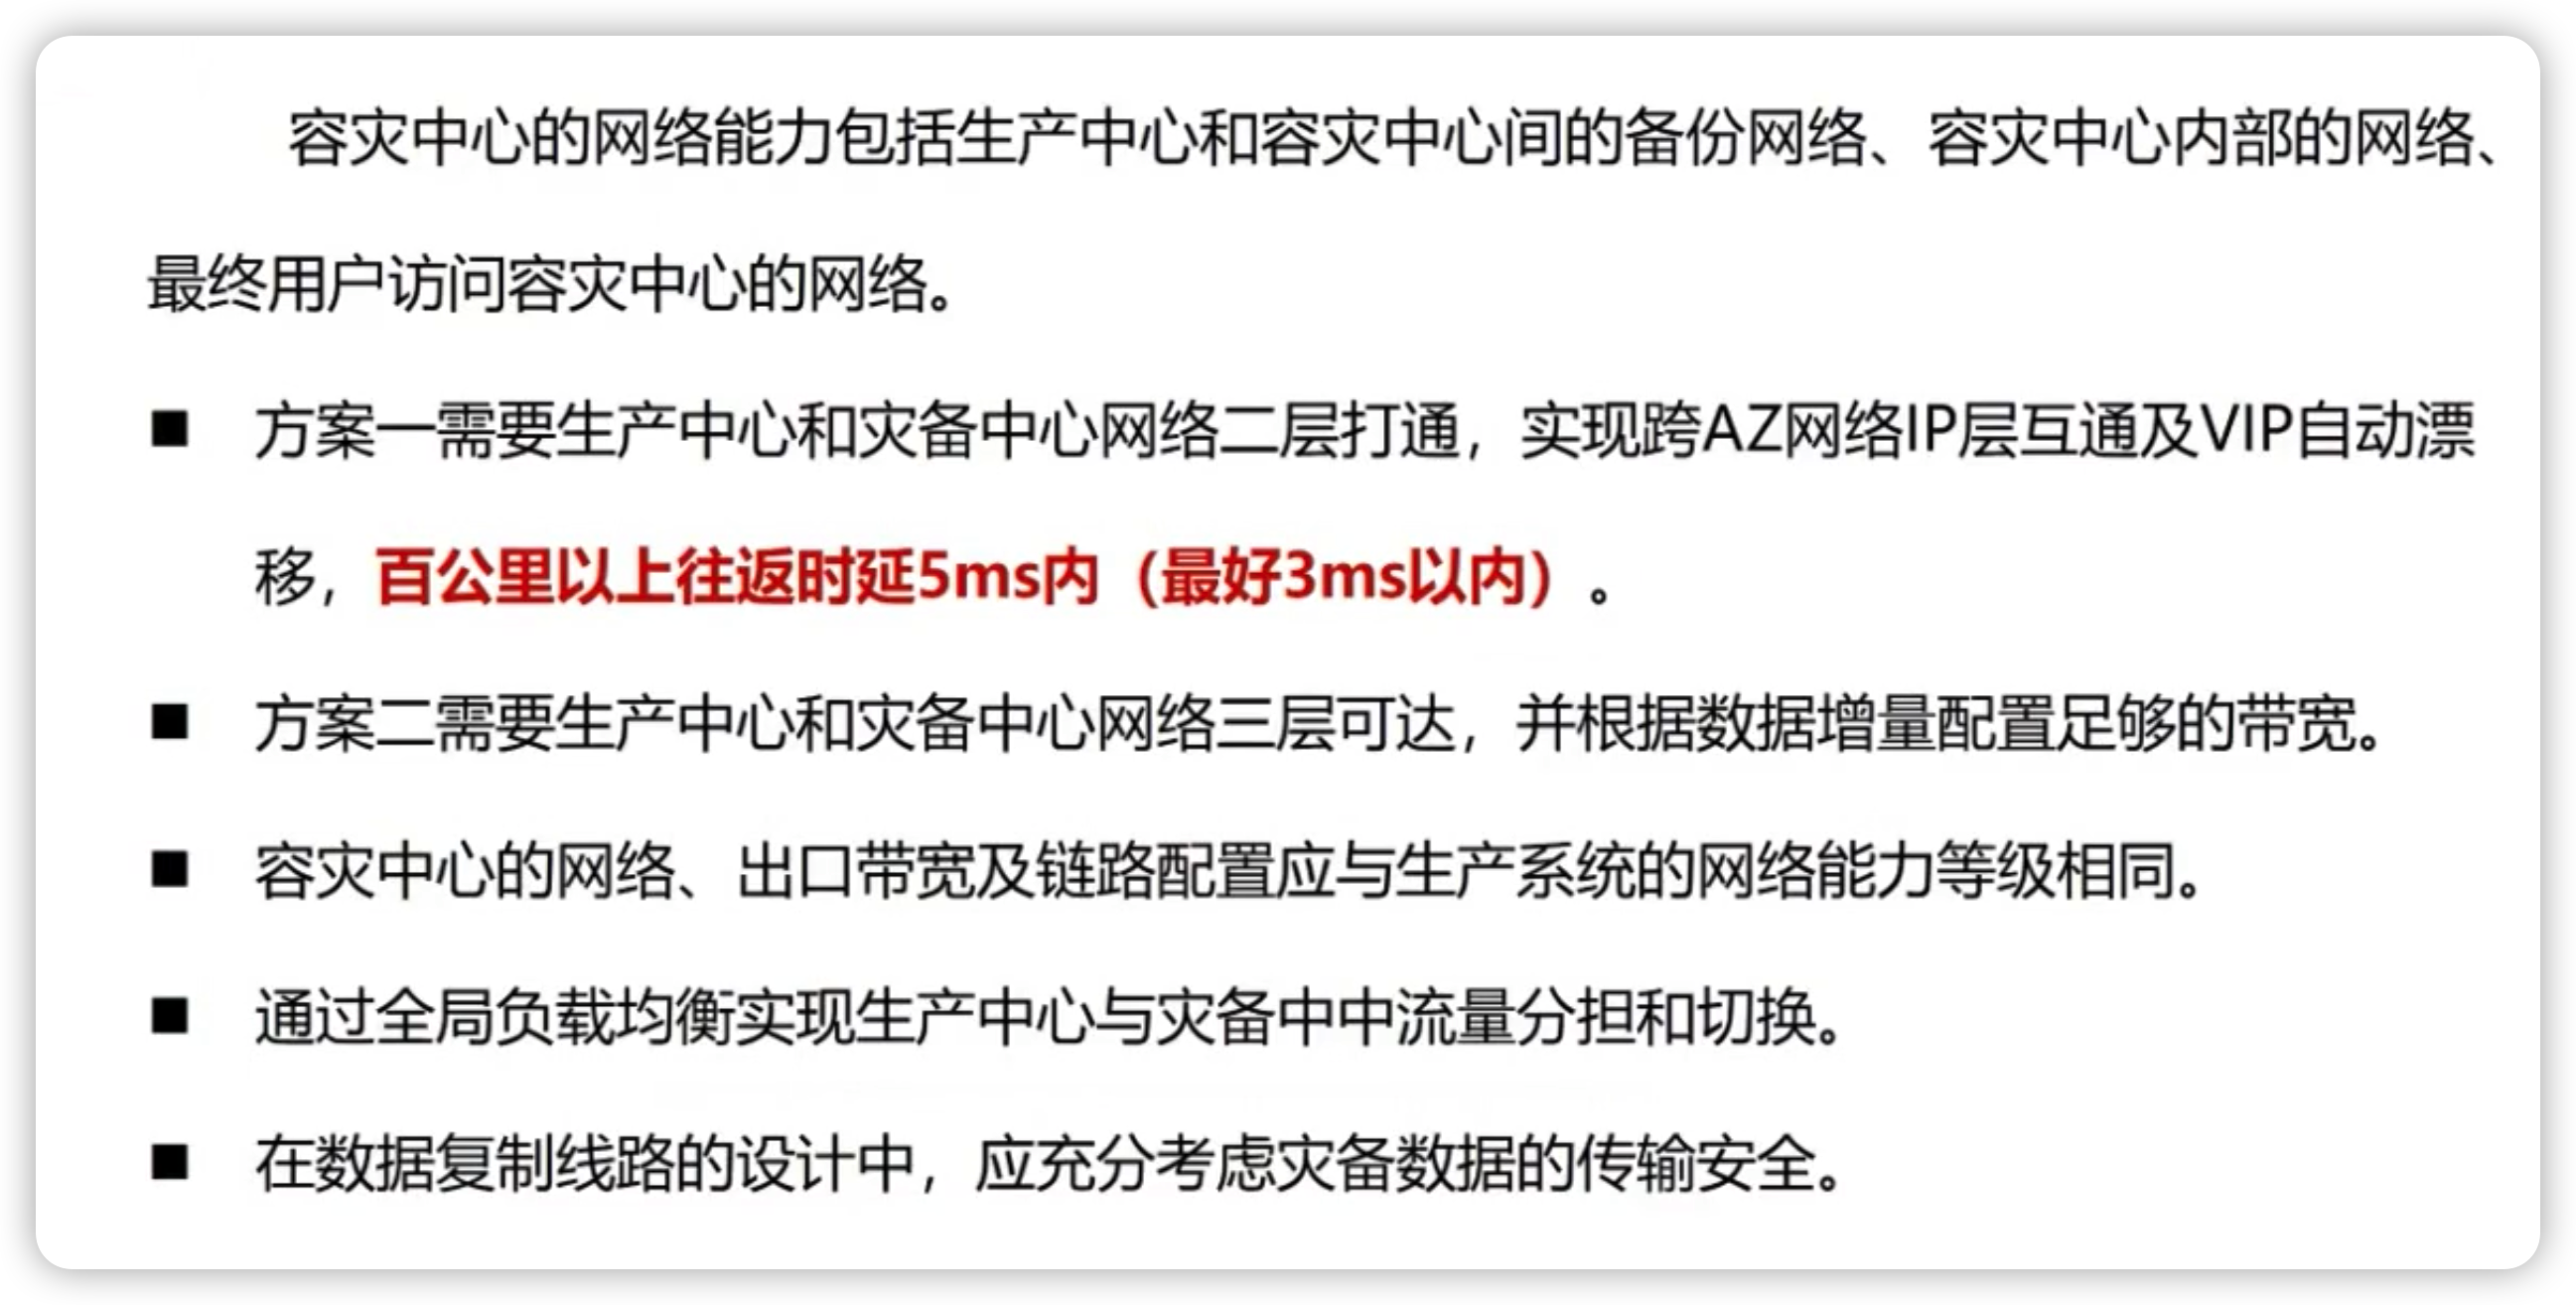 容灾中心的网络能力包括生产中心和容灾中心间的备份网络、容灾中心内部的网络、
最终用户访问容灾中心的网络。
■ 方案一需要生产中心和灾备中心网络二层打通，实现跨AZ网络IP层互通及VIP自动漂
移，百公里以上往返时延5ms内（最好3ms以内）。
■ 方案二需要生产中心和灾备中心网络三层可达，并根据数据增量配置足够的带宽。
■ 容灾中心的网络、出口带宽及链路配置应与生产系统的网络能力等级相同。
■ 通过全局负载均衡实现生产中心与灾备中中流量分担和切换。
■ 在数据复制线路的设计中，应充分考虑灾备数据的传输安全。